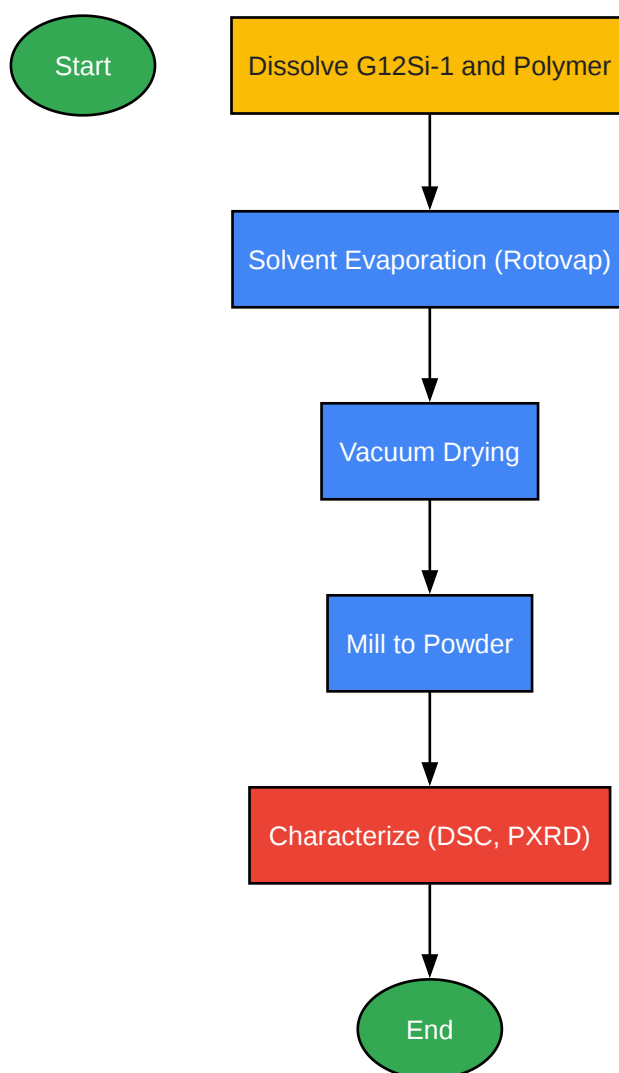 Start
Dissolve G12Si-1 and Polymer
Solvent Evaporation (Rotovap)
Vacuum Drying
Mill to Powder
Characterize (DSC, PXRD)
End